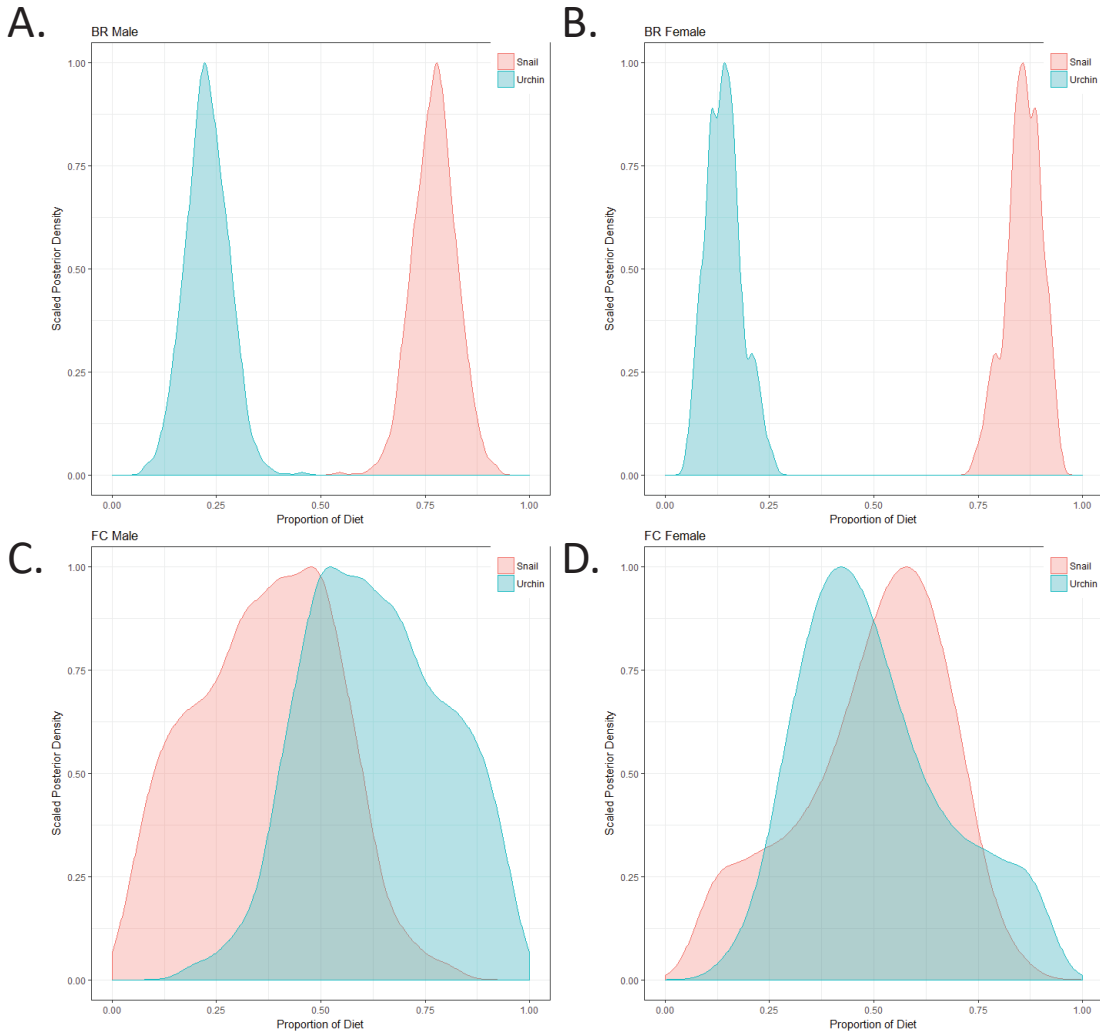 A.
BR Male
Snail
Urchin
1.00
0.75
0.50
0.25
0.00
Scaled Posterior Density
0.00 0.25 0.50 0.75 1.00
Proportion of Diet
B.
BR Female
Snail
Urchin
1.00
0.75
0.50
0.25
0.00
Scaled Posterior Density
0.00 0.25 0.50 0.75 1.00
Proportion of Diet
C.
FC Male
Snail
Urchin
1.00
0.75
0.50
0.25
0.00
Scaled Posterior Density
0.00 0.25 0.50 0.75 1.00
Proportion of Diet
D.
FC Female
Snail
Urchin
1.00
0.75
0.50
0.25
0.00
Scaled Posterior Density
0.00 0.25 0.50 0.75 1.00
Proportion of Diet